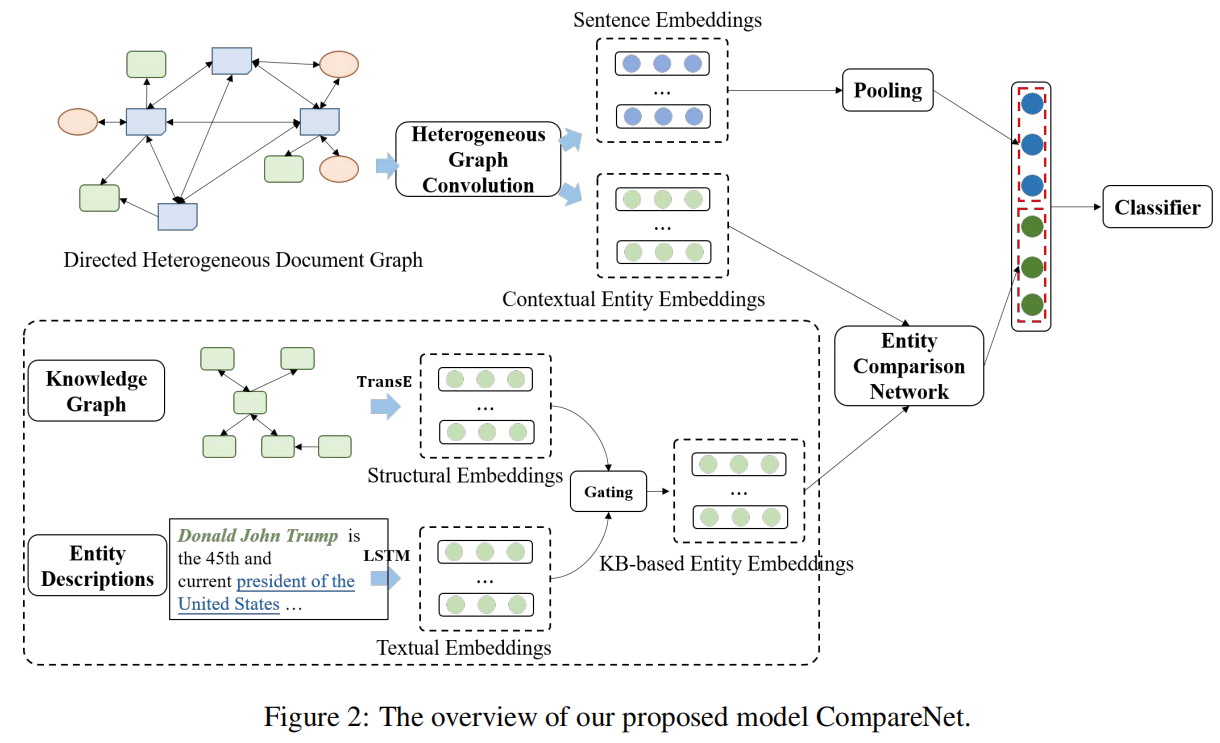 Sentence Embeddings
...
Pooling
Heterogeneous
Graph
Convolution
...
Classifier
Directed Heterogeneous Document Graph
Contextual Entity Embeddings
Entity
Comparison
Network
Knowledge
Graph
TransE
...
Structural Embeddings
Gating
...
KB-based Entity Embeddings
Entity
Descriptions
Donald John Trump is
the 45th and
current president of the
United States ...
LSTM
...
Textual Embeddings
Figure 2: The overview of our proposed model CompareNet.